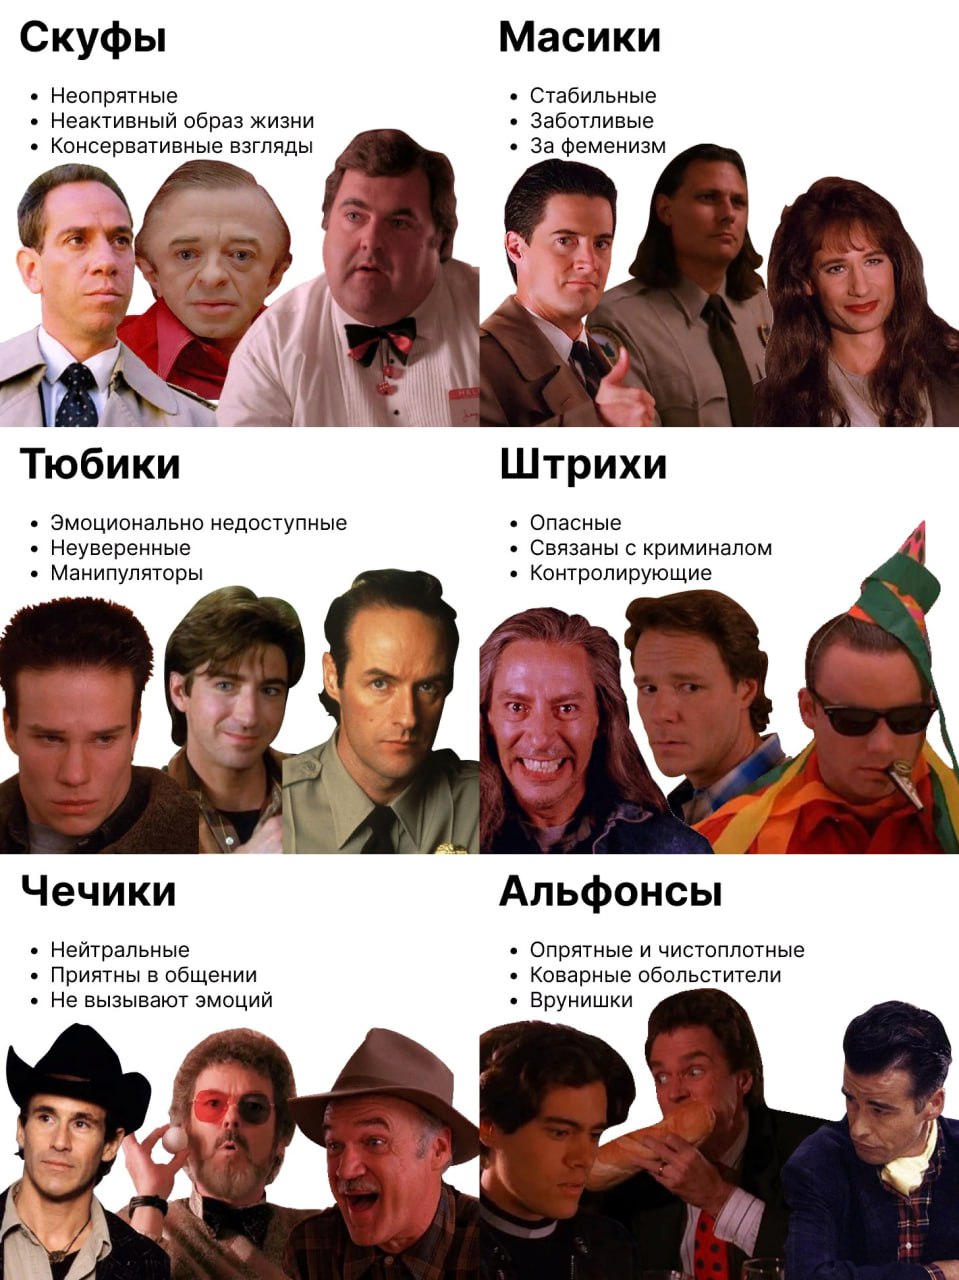 Скуфы
• Неопрятные
• Неактивный образ жизни
• Консервативные взгляды
Масики
• Стабильные
• Заботливые
• За феменизм
Тюбики
• Эмоционально недоступные
• Неуверенные
• Манипуляторы
Штрихи
• Опасные
• Связаны с криминалом
• Контролирующие
Чечики
• Нейтральные
• Приятны в общении
• Не вызывают эмоций
Альфонсы
• Опрятные и чистоплотные
• Коварные обольстители
• Врунишки